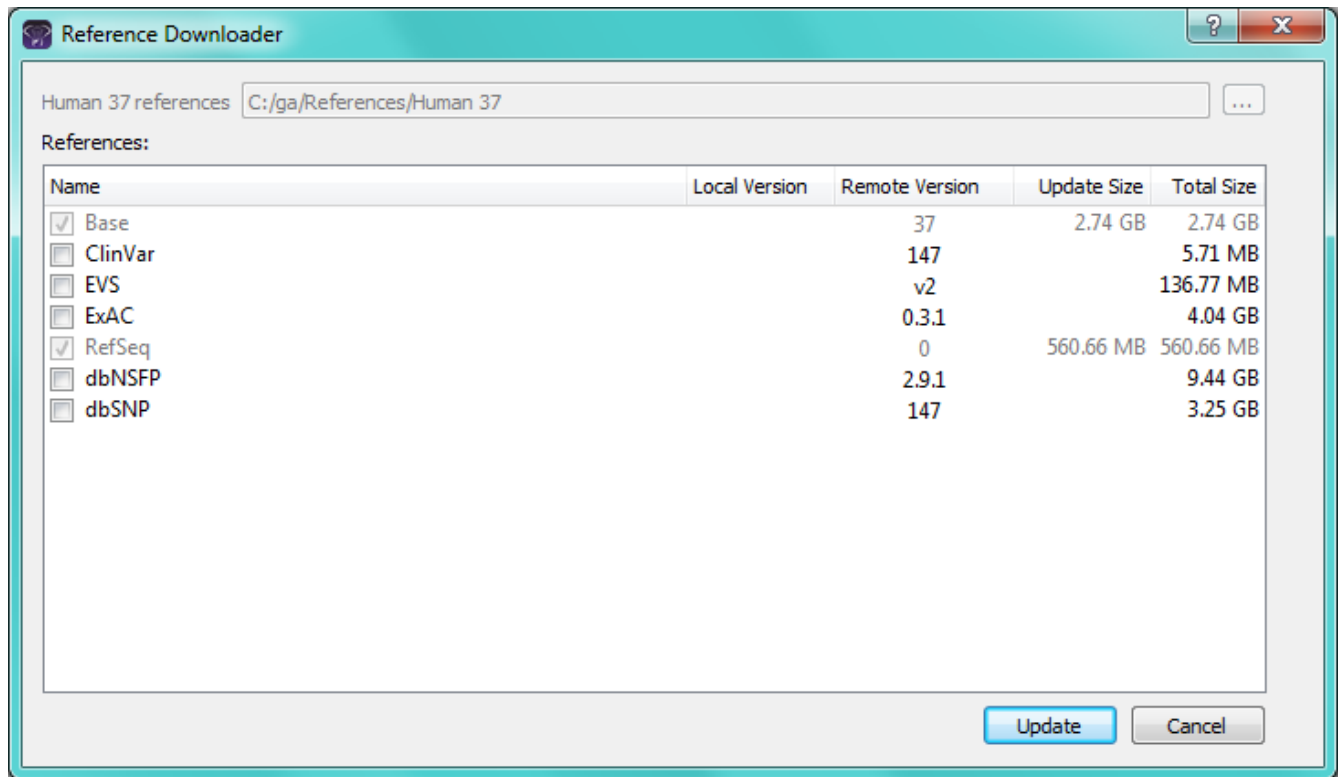 Reference Downloader
Human 37 references C:/ga/References/Human 37 ...
References:
Name Local Version Remote Version Update Size Total Size
Base 37 2.74 GB 2.74 GB
ClinVar 147 5.71 MB
EVS v2 136.77 MB
ExAC 0.3.1 4.04 GB
RefSeq 0 560.66 MB 560.66 MB
dbNSFP 2.9.1 9.44 GB
dbSNP 147 3.25 GB
Update Cancel